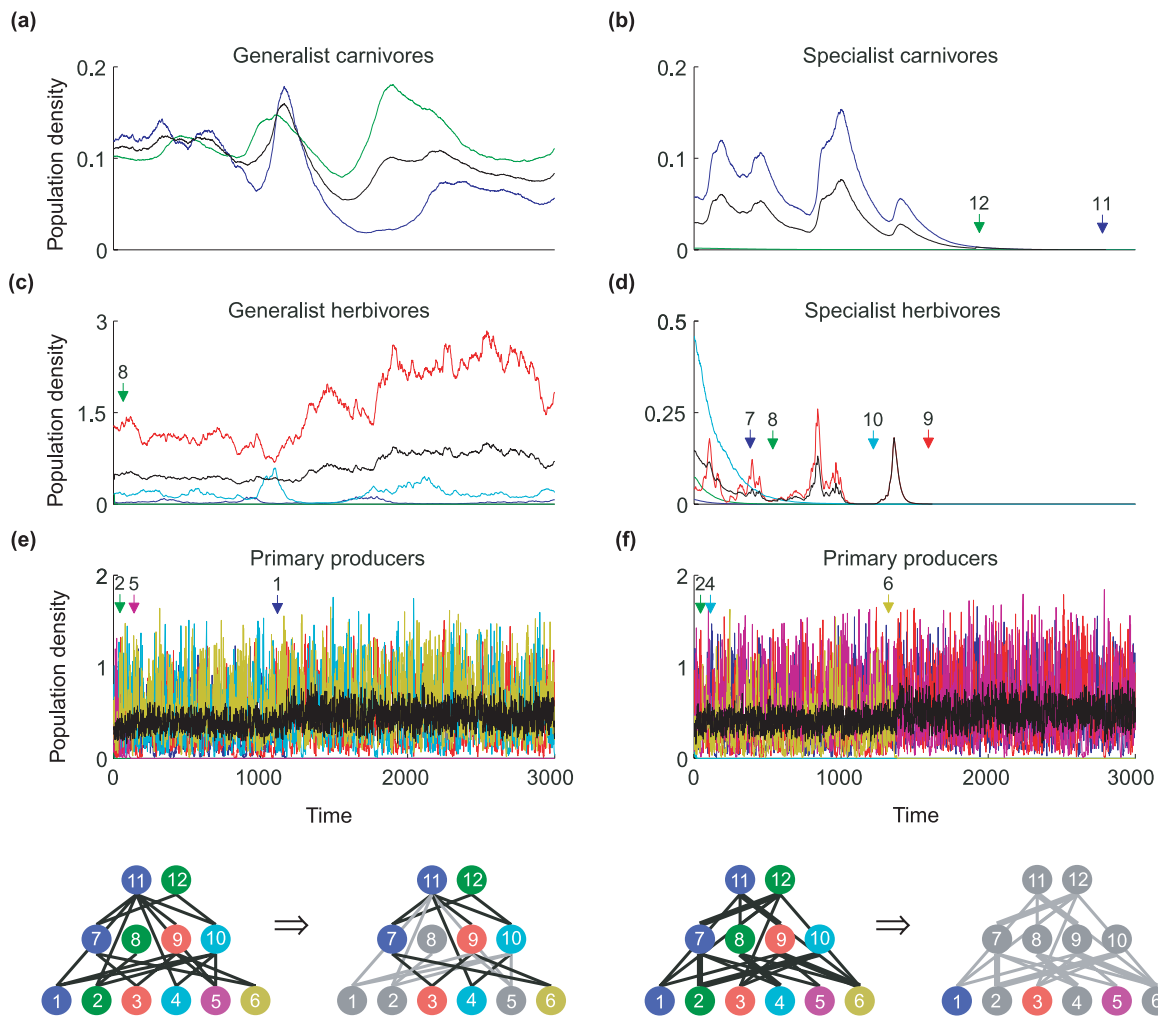 (a)
Generalist carnivores
Population density
0.2
0.1
0
(b)
Specialist carnivores
0.2
0.1
0
12
11
(c)
Generalist herbivores
Population density
3
1.5
0
8
(d)
Specialist herbivores
0.5
0.25
0
7 8 10 9
(e)
Primary producers
Population density
2
1
0
2 5 1
0 1000 2000 3000
Time
(f)
Primary producers
2
1
0
24 6
0 1000 2000 3000
Time
11 12
7 8 9 10
1 2 3 4 5 6
⇒
11 12
7 8 9 10
1 2 3 4 5 6
11 12
7 8 9 10
1 2 3 4 5 6
⇒
11 12
7 8 9 10
1 2 3 4 5 6